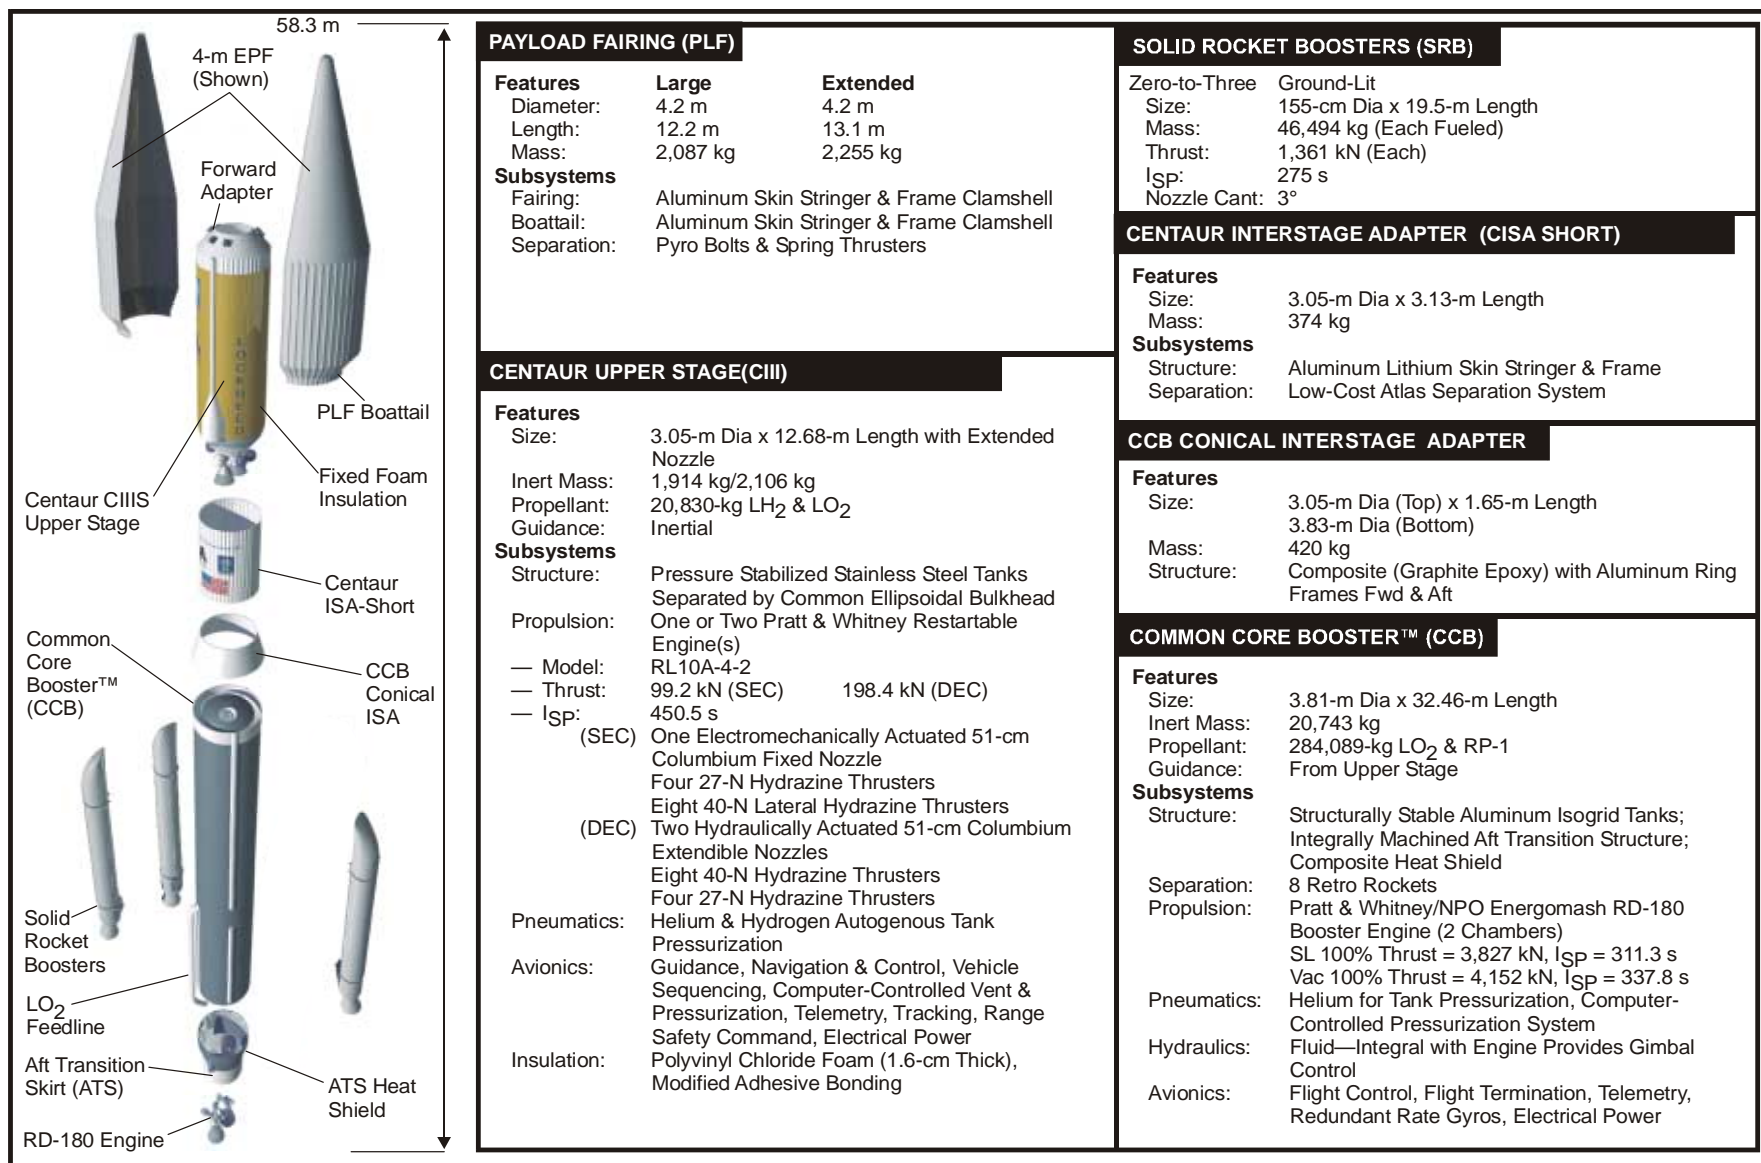 58.3 m
4-m EPF
(Shown)
Forward
Adapter
PLF Boattail
Fixed Foam
Insulation
Centaur CIIIS
Upper Stage
Centaur
ISA-Short
Common
Core
Booster™
(CCB)
CCB
Conical
ISA
Solid
Rocket
Boosters
LO2
Feedline
Aft Transition
Skirt (ATS)
ATS Heat
Shield
RD-180 Engine
PAYLOAD FAIRING (PLF)
Features Large Extended
Diameter: 4.2 m 4.2 m
Length: 12.2 m 13.1 m
Mass: 2,087 kg 2,255 kg
Subsystems
Fairing: Aluminum Skin Stringer & Frame Clamshell
Boattail: Aluminum Skin Stringer & Frame Clamshell
Separation: Pyro Bolts & Spring Thrusters
CENTAUR UPPER STAGE(CIII)
Features
Size: 3.05-m Dia x 12.68-m Length with Extended
Nozzle
Inert Mass: 1,914 kg/2,106 kg
Propellant: 20,830-kg LH2 & LO2
Guidance: Inertial
Subsystems
Structure: Pressure Stabilized Stainless Steel Tanks
Separated by Common Ellipsoidal Bulkhead
Propulsion: One or Two Pratt & Whitney Restartable
Engine(s)
— Model: RL10A-4-2
— Thrust: 99.2 kN (SEC) 198.4 kN (DEC)
— ISP: 450.5 s
(SEC) One Electromechanically Actuated 51-cm
Columbium Fixed Nozzle
Four 27-N Hydrazine Thrusters
Eight 40-N Lateral Hydrazine Thrusters
(DEC) Two Hydraulically Actuated 51-cm Columbium
Extendible Nozzles
Eight 40-N Hydrazine Thrusters
Four 27-N Hydrazine Thrusters
Pneumatics: Helium & Hydrogen Autogenous Tank
Pressurization
Avionics: Guidance, Navigation & Control, Vehicle
Sequencing, Computer-Controlled Vent &
Pressurization, Telemetry, Tracking, Range
Safety Command, Electrical Power
Insulation: Polyvinyl Chloride Foam (1.6-cm Thick),
Modified Adhesive Bonding
SOLID ROCKET BOOSTERS (SRB)
Zero-to-Three Ground-Lit
Size: 155-cm Dia x 19.5-m Length
Mass: 46,494 kg (Each Fueled)
Thrust: 1,361 kN (Each)
ISP: 275 s
Nozzle Cant: 3°
CENTAUR INTERSTAGE ADAPTER (CISA SHORT)
Features
Size: 3.05-m Dia x 3.13-m Length
Mass: 374 kg
Subsystems
Structure: Aluminum Lithium Skin Stringer & Frame
Separation: Low-Cost Atlas Separation System
CCB CONICAL INTERSTAGE ADAPTER
Features
Size: 3.05-m Dia (Top) x 1.65-m Length
3.83-m Dia (Bottom)
Mass: 420 kg
Structure: Composite (Graphite Epoxy) with Aluminum Ring
Frames Fwd & Aft
COMMON CORE BOOSTER™ (CCB)
Features
Size: 3.81-m Dia x 32.46-m Length
Inert Mass: 20,743 kg
Propellant: 284,089-kg LO2 & RP-1
Guidance: From Upper Stage
Subsystems
Structure: Structurally Stable Aluminum Isogrid Tanks;
Integrally Machined Aft Transition Structure;
Composite Heat Shield
Separation: 8 Retro Rockets
Propulsion: Pratt & Whitney/NPO Energomash RD-180
Booster Engine (2 Chambers)
SL 100% Thrust = 3,827 kN, ISP = 311.3 s
Vac 100% Thrust = 4,152 kN, ISP = 337.8 s
Pneumatics: Helium for Tank Pressurization, Computer-
Controlled Pressurization System
Hydraulics: Fluid—Integral with Engine Provides Gimbal
Control
Avionics: Flight Control, Flight Termination, Telemetry,
Redundant Rate Gyros, Electrical Power